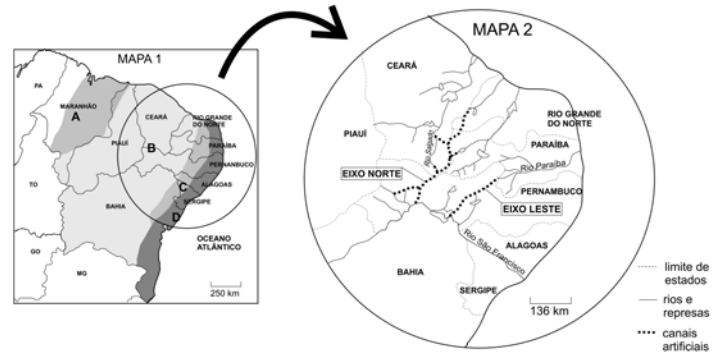 MAPA 1
PA
MARANHÃO
A
CEARÁ
RIO GRANDE
DO NORTE
PIAUÍ
B
PARAÍBA
PERNAMBUCO
C
ALAGOAS
SERGIPE
TO
BAHIA
D
OCEANO
ATLÂNTICO
GO
MG
250 km
MAPA 2
CEARÁ
RIO GRANDE
DO NORTE
PIAUÍ
Rio Salgado
PARAÍBA
EIXO NORTE
Rio Paraíba
PERNAMBUCO
EIXO LESTE
Rio São Francisco
ALAGOAS
BAHIA
SERGIPE
136 km
limite de
estados
rios e
represas
canais
artificiais